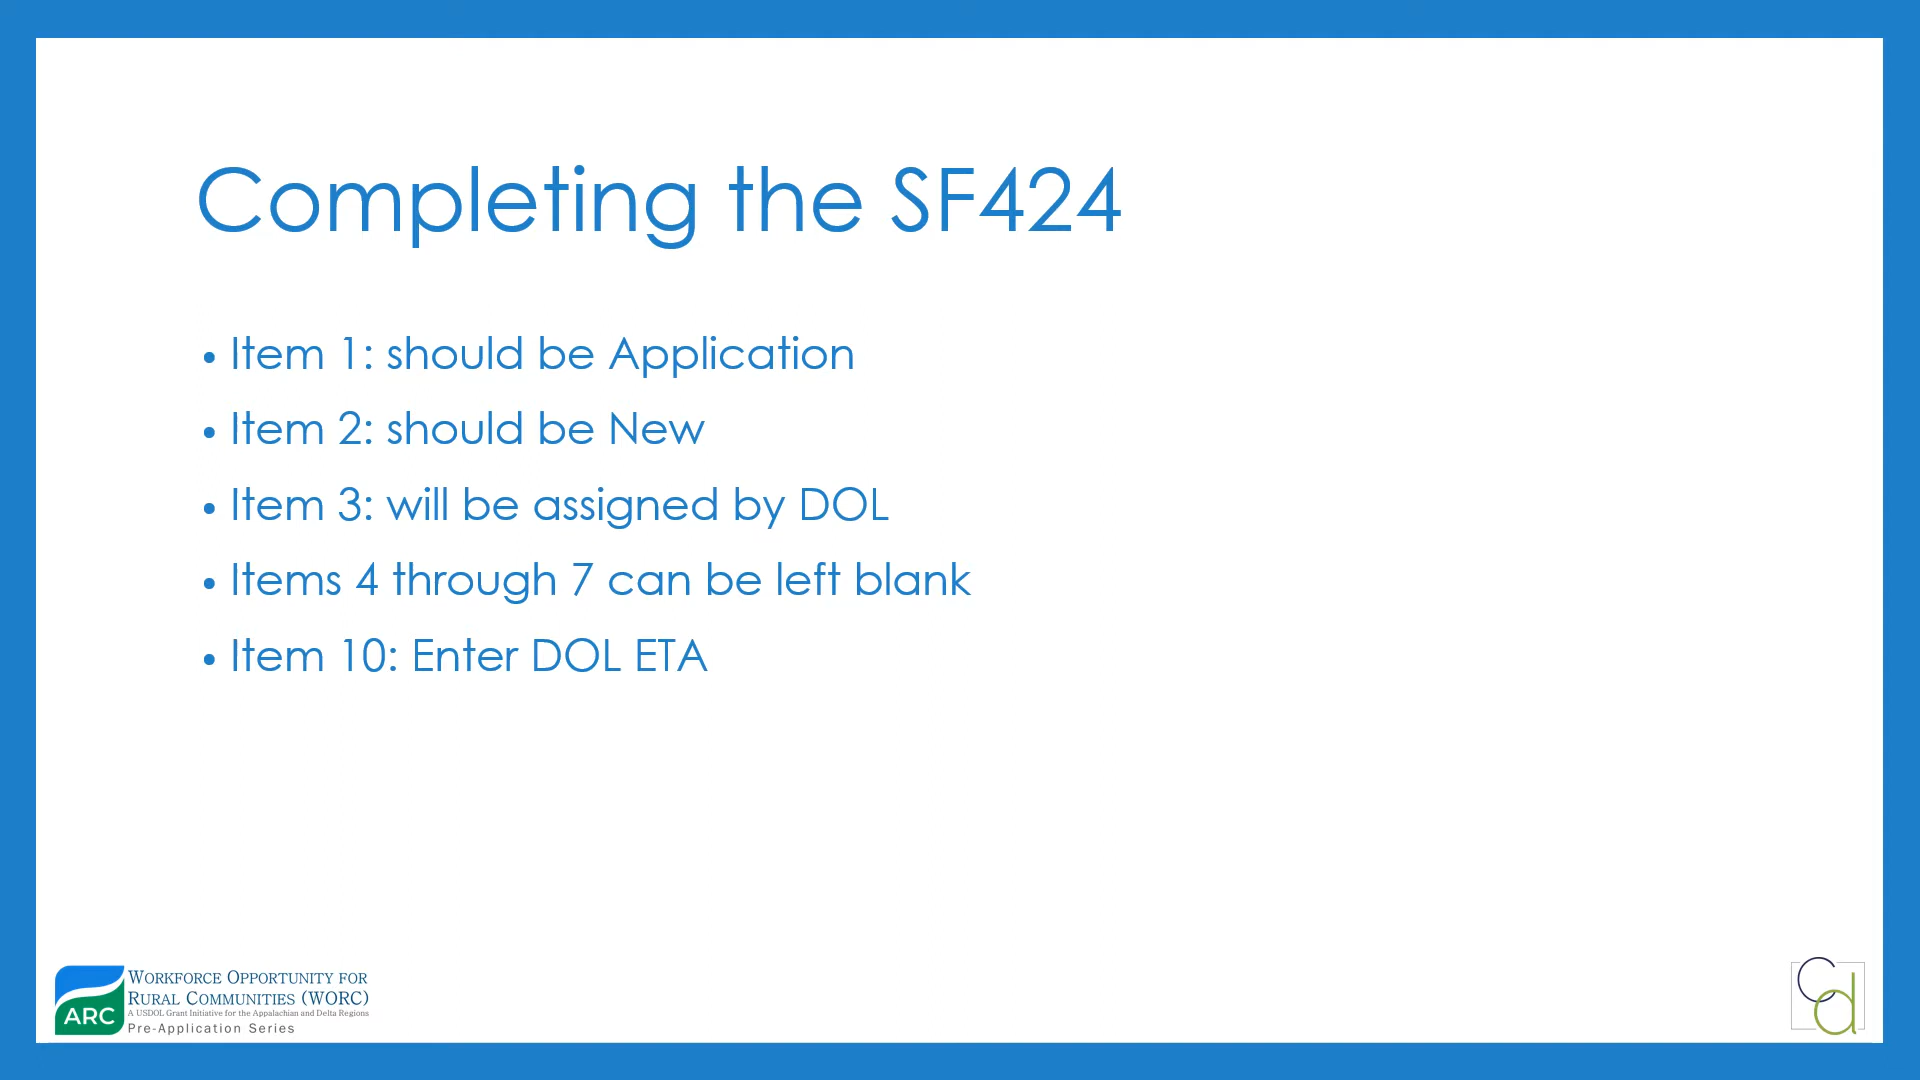 Completing the SF424
• Item 1: should be Application
• Item 2: should be New
• Item 3: will be assigned by DOL
• Items 4 through 7 can be left blank
• Item 10: Enter DOL ETA
ARC
WORKFORCE OPPORTUNITY FOR
RURAL COMMUNITIES (WORC)
A USDOL Grant Initiative for the Appalachian and Delta Regions
Pre-Application Series
cd